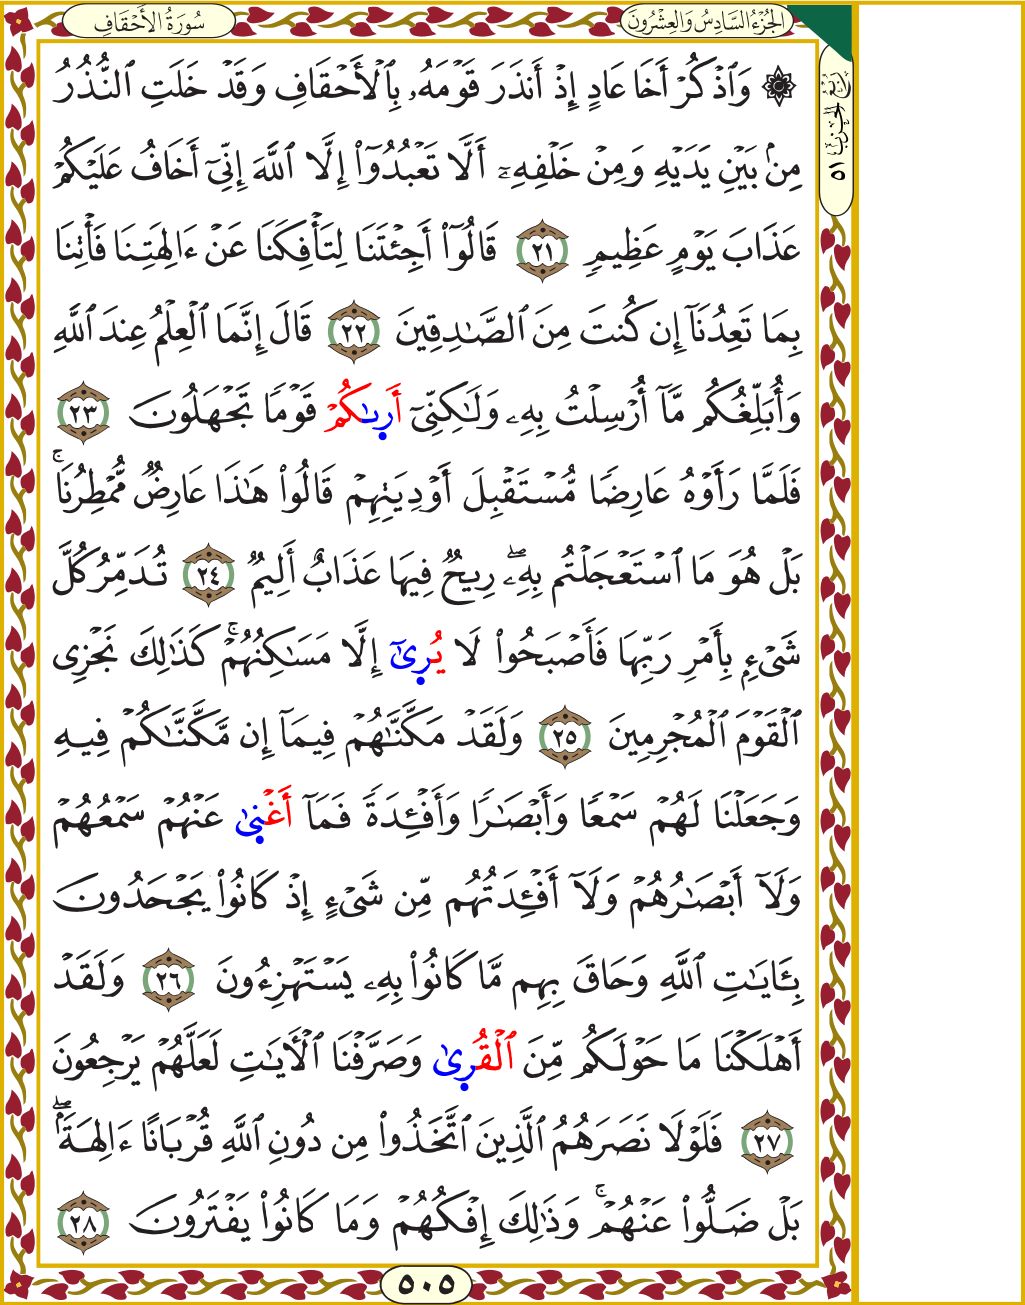 سُورَةُ الأَحْقَافِ
الجُزْءُ السَّادِسُ وَالعِشْرُونَ
۞ وَٱذْكُرْ أَخَا عَادٍ إِذْ أَنذَرَ قَوْمَهُۥ بِٱلْأَحْقَافِ وَقَدْ خَلَتِ ٱلنُّذُرُ
مِنۢ بَيْنِ يَدَيْهِ وَمِنْ خَلْفِهِۦٓ أَلَّا تَعْبُدُوٓا۟ إِلَّا ٱللَّهَ إِنِّىٓ أَخَافُ عَلَيْكُمْ
عَذَابَ يَوْمٍ عَظِيمٍ ٢١ قَالُوٓا۟ أَجِئْتَنَا لِتَأْفِكَنَا عَنْ ءَالِهَتِنَا فَأْتِنَا
بِمَا تَعِدُنَآ إِن كُنتَ مِنَ ٱلصَّـٰدِقِينَ ٢٢ قَالَ إِنَّمَا ٱلْعِلْمُ عِندَ ٱللَّهِ
وَأُبَلِّغُكُم مَّآ أُرْسِلْتُ بِهِۦ وَلَـٰكِنِّىٓ أَرِىٰكُمْ قَوْمًا تَجْهَلُونَ ٢٣
فَلَمَّا رَأَوْهُ عَارِضًا مُّسْتَقْبِلَ أَوْدِيَتِهِمْ قَالُوا۟ هَـٰذَا عَارِضٌ مُّمْطِرُنَاۚ
بَلْ هُوَ مَا ٱسْتَعْجَلْتُم بِهِۦۖ رِيحٌ فِيهَا عَذَابٌ أَلِيمٌ ٢٤ تُدَمِّرُ كُلَّ
شَىْءٍۭ بِأَمْرِ رَبِّهَا فَأَصْبَحُوا۟ لَا يُرِىٰٓ إِلَّا مَسَـٰكِنُهُمْۚ كَذَٰلِكَ نَجْزِى
ٱلْقَوْمَ ٱلْمُجْرِمِينَ ٢٥ وَلَقَدْ مَكَّنَّـٰهُمْ فِيمَآ إِن مَّكَّنَّـٰكُمْ فِيهِ
وَجَعَلْنَا لَهُمْ سَمْعًا وَأَبْصَـٰرًا وَأَفْـِٔدَةً فَمَآ أَغْنِىٰ عَنْهُمْ سَمْعُهُمْ
وَلَآ أَبْصَـٰرُهُمْ وَلَآ أَفْـِٔدَتُهُم مِّن شَىْءٍ إِذْ كَانُوا۟ يَجْحَدُونَ
بِـَٔايَـٰتِ ٱللَّهِ وَحَاقَ بِهِم مَّا كَانُوا۟ بِهِۦ يَسْتَهْزِءُونَ ٢٦ وَلَقَدْ
أَهْلَكْنَا مَا حَوْلَكُم مِّنَ ٱلْقُرِىٰ وَصَرَّفْنَا ٱلْـَٔايَـٰتِ لَعَلَّهُمْ يَرْجِعُونَ
٢٧ فَلَوْلَا نَصَرَهُمُ ٱلَّذِينَ ٱتَّخَذُوا۟ مِن دُونِ ٱللَّهِ قُرْبَانًا ءَالِهَةَۢۖ
بَلْ ضَلُّوا۟ عَنْهُمْۚ وَذَٰلِكَ إِفْكُهُمْ وَمَا كَانُوا۟ يَفْتَرُونَ ٢٨
٥٠٥